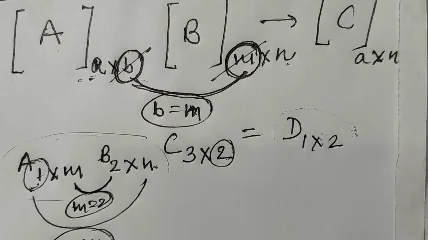 [A]a×b [B]m×n → [C]a×n
b=m
A1×m B2×n C3×2 = D1×2
m=2